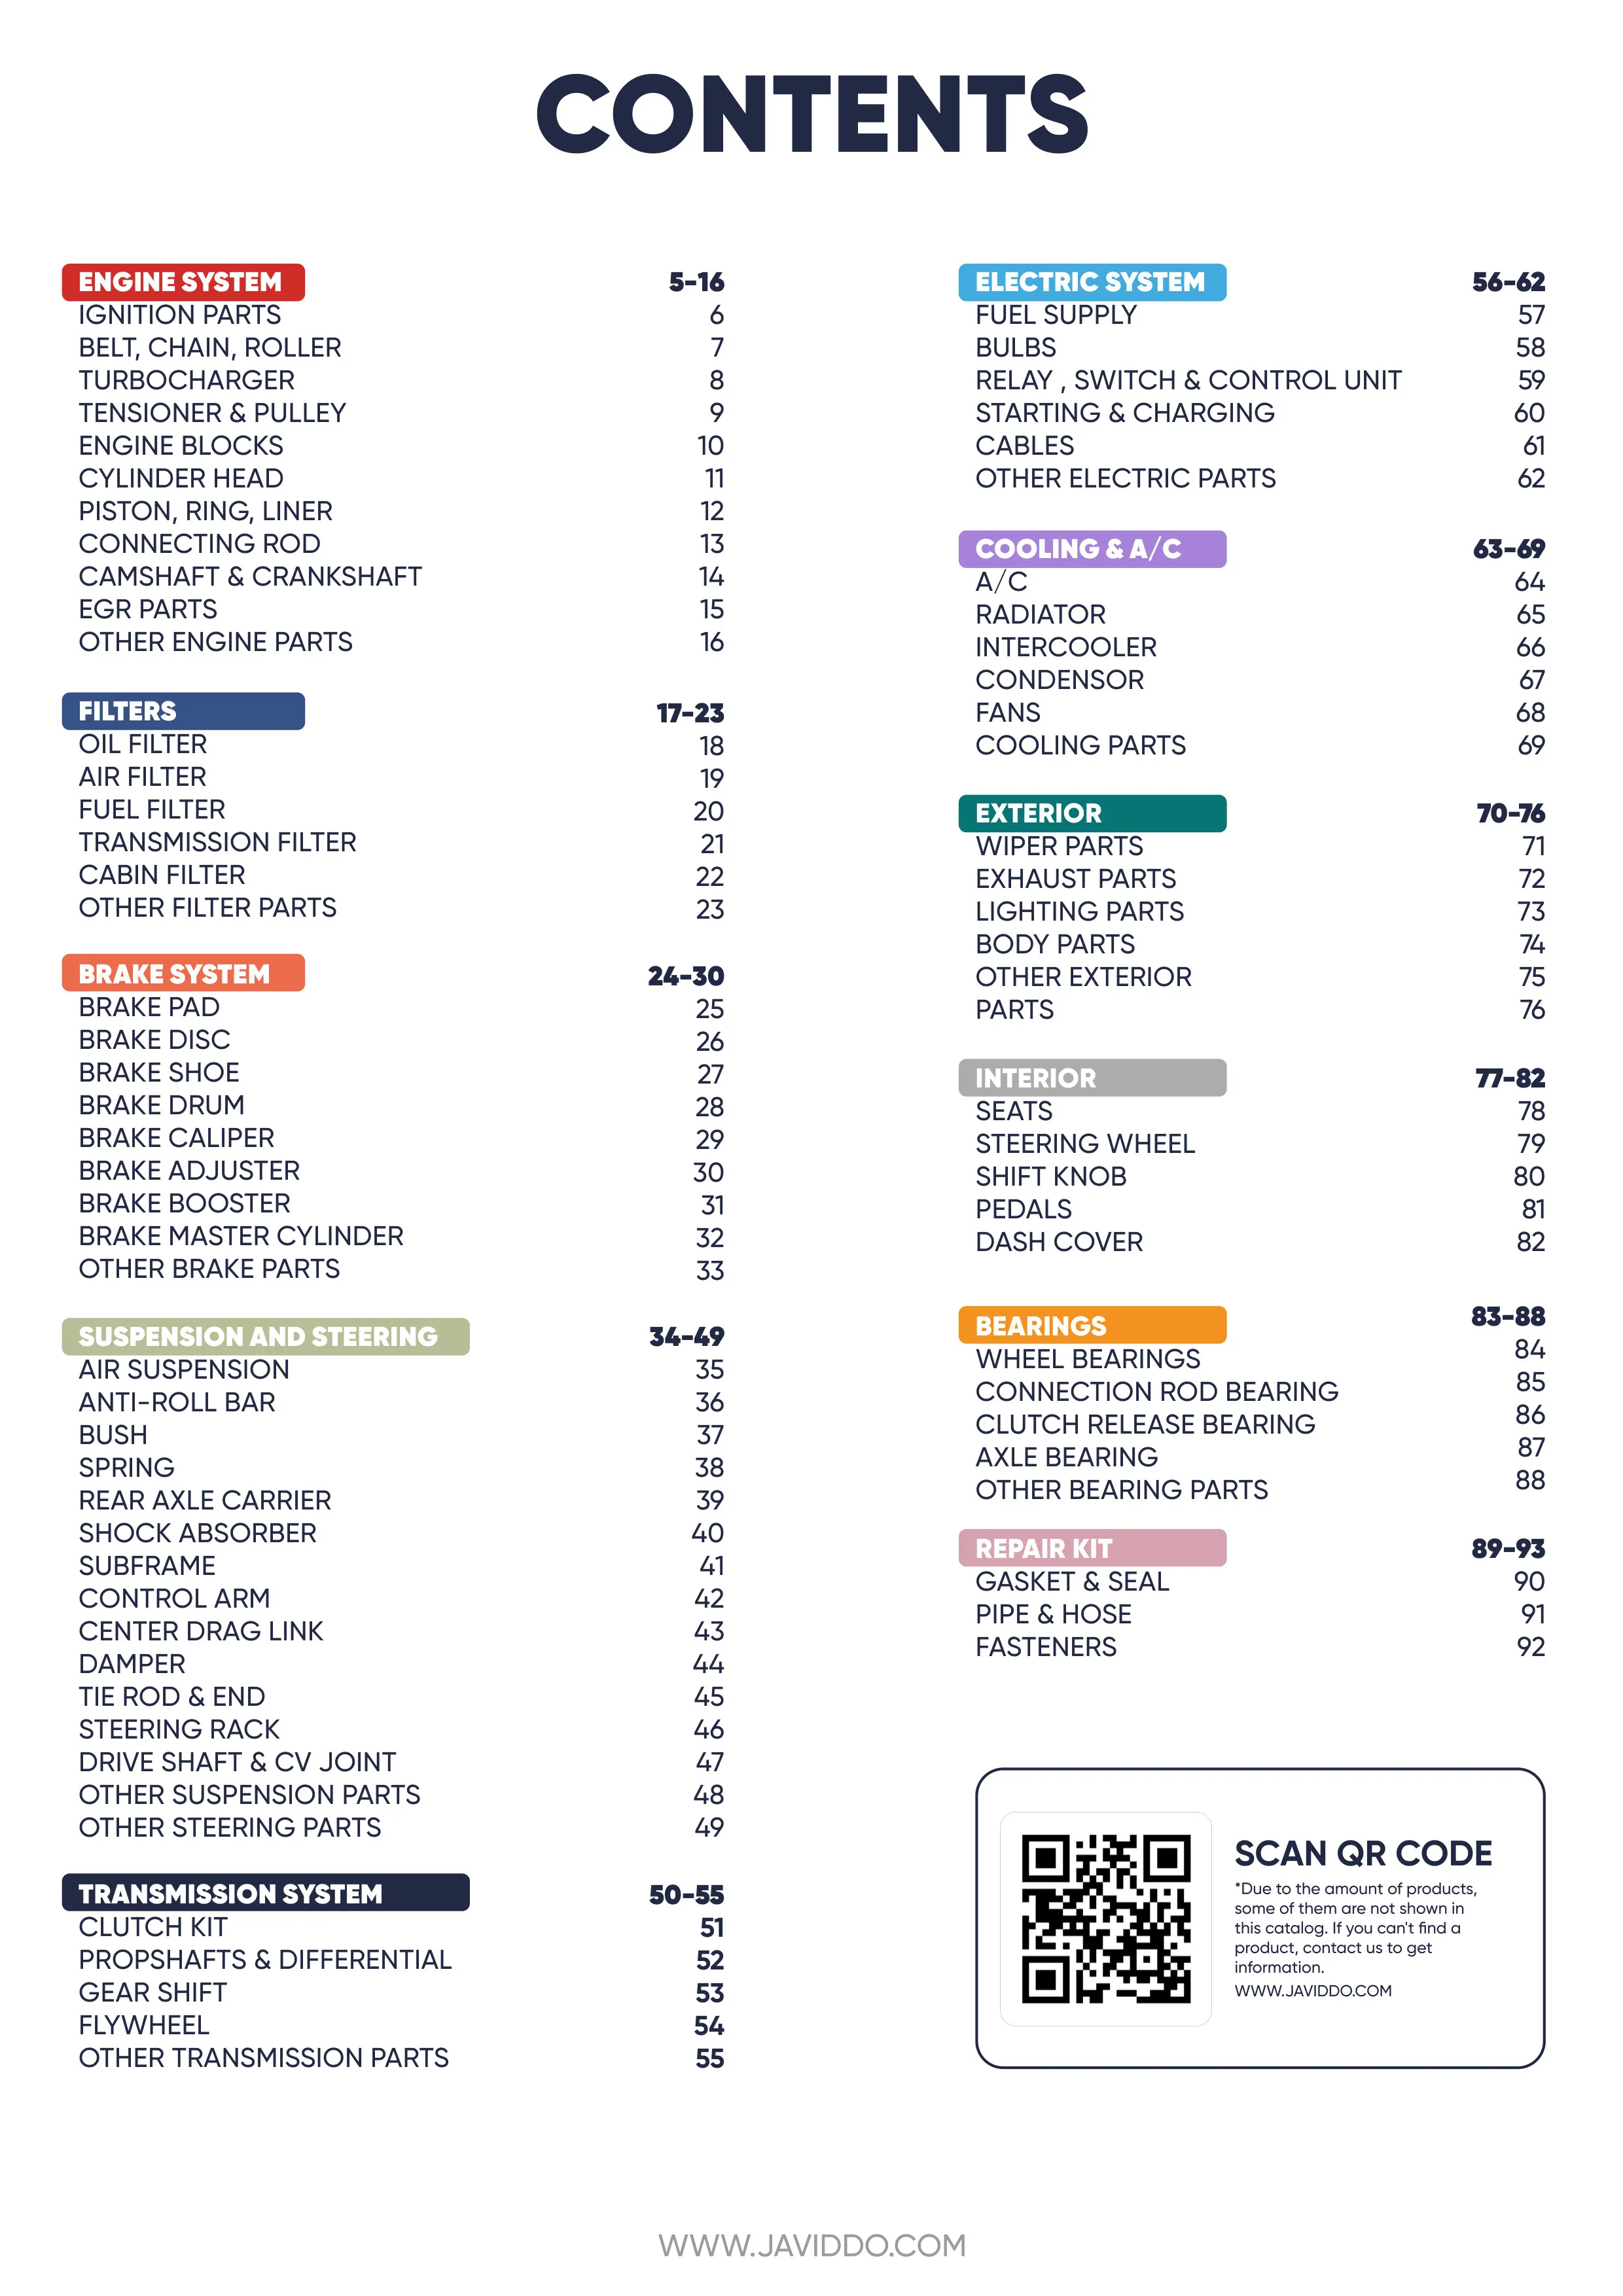 CONTENTS
ENGINE SYSTEM 5-16
IGNITION PARTS 6
BELT, CHAIN, ROLLER 7
TURBOCHARGER 8
TENSIONER & PULLEY 9
ENGINE BLOCKS 10
CYLINDER HEAD 11
PISTON, RING, LINER 12
CONNECTING ROD 13
CAMSHAFT & CRANKSHAFT 14
EGR PARTS 15
OTHER ENGINE PARTS 16
FILTERS 17-23
OIL FILTER 18
AIR FILTER 19
FUEL FILTER 20
TRANSMISSION FILTER 21
CABIN FILTER 22
OTHER FILTER PARTS 23
BRAKE SYSTEM 24-30
BRAKE PAD 25
BRAKE DISC 26
BRAKE SHOE 27
BRAKE DRUM 28
BRAKE CALIPER 29
BRAKE ADJUSTER 30
BRAKE BOOSTER 31
BRAKE MASTER CYLINDER 32
OTHER BRAKE PARTS 33
SUSPENSION AND STEERING 34-49
AIR SUSPENSION 35
ANTI-ROLL BAR 36
BUSH 37
SPRING 38
REAR AXLE CARRIER 39
SHOCK ABSORBER 40
SUBFRAME 41
CONTROL ARM 42
CENTER DRAG LINK 43
DAMPER 44
TIE ROD & END 45
STEERING RACK 46
DRIVE SHAFT & CV JOINT 47
OTHER SUSPENSION PARTS 48
OTHER STEERING PARTS 49
TRANSMISSION SYSTEM 50-55
CLUTCH KIT 51
PROPSHAFTS & DIFFERENTIAL 52
GEAR SHIFT 53
FLYWHEEL 54
OTHER TRANSMISSION PARTS 55
ELECTRIC SYSTEM 56-62
FUEL SUPPLY 57
BULBS 58
RELAY , SWITCH & CONTROL UNIT 59
STARTING & CHARGING 60
CABLES 61
OTHER ELECTRIC PARTS 62
COOLING & A/C 63-69
A/C 64
RADIATOR 65
INTERCOOLER 66
CONDENSOR 67
FANS 68
COOLING PARTS 69
EXTERIOR 70-76
WIPER PARTS 71
EXHAUST PARTS 72
LIGHTING PARTS 73
BODY PARTS 74
OTHER EXTERIOR 75
PARTS 76
INTERIOR 77-82
SEATS 78
STEERING WHEEL 79
SHIFT KNOB 80
PEDALS 81
DASH COVER 82
BEARINGS 83-88
WHEEL BEARINGS 84
CONNECTION ROD BEARING 85
CLUTCH RELEASE BEARING 86
AXLE BEARING 87
OTHER BEARING PARTS 88
REPAIR KIT 89-93
GASKET & SEAL 90
PIPE & HOSE 91
FASTENERS 92
SCAN QR CODE
*Due to the amount of products,
some of them are not shown in
this catalog. If you can't find a
product, contact us to get
information.
WWW.JAVIDDO.COM
WWW.JAVIDDO.COM